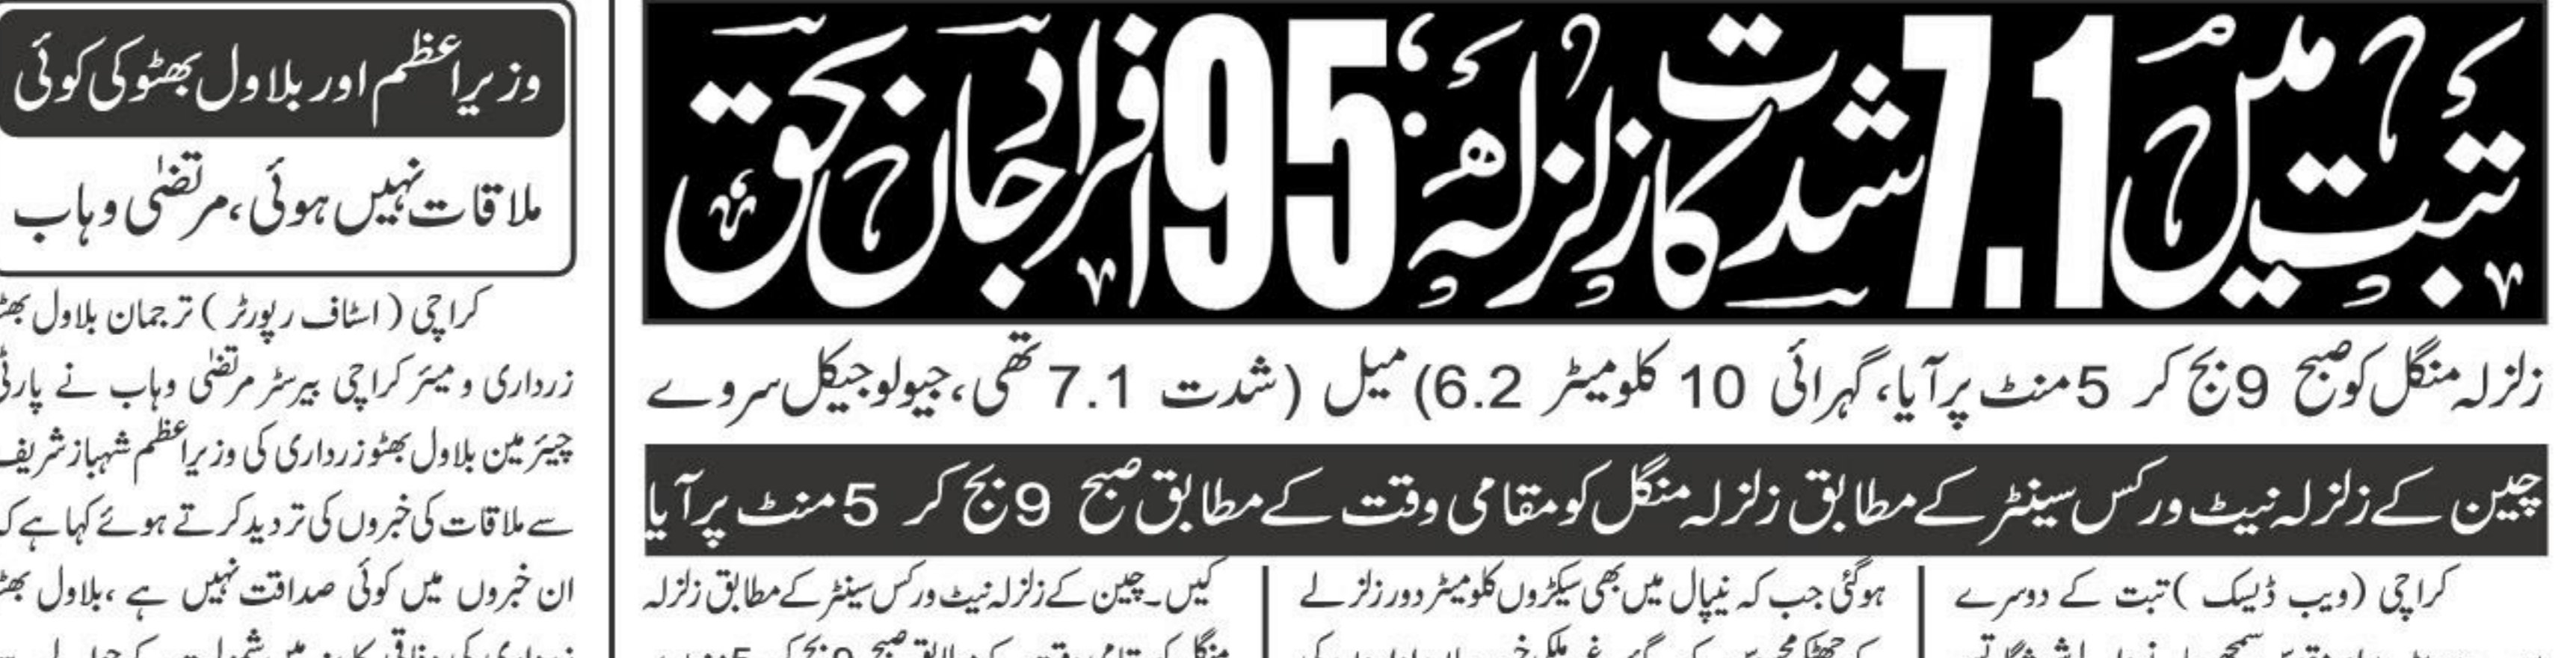 تبت میں 7.1 شدت کا زلزلہ؛ 95 افراد جاں بحق
زلزلہ منگل کو صبح 9 بج کر 5 منٹ پر آیا، گہرائی 10 کلومیٹر 6.2) میل (شدت 7.1 تھی، جیولوجیکل سروے
چین کے زلزلہ نیٹ ورکس سینٹر کے مطابق زلزلہ منگل کو مقامی وقت کے مطابق صبح 9 بج کر 5 منٹ پر آیا
کراچی (ویب ڈیسک) تبت کے دوسرے
ہوگئی جب کہ نیپال میں بھی سیکڑوں کلومیٹر دور زلزلے
کیں۔ چین کے زلزلہ نیٹ ورکس سینٹر کے مطابق زلزلہ
وزیراعظم اور بلاول بھٹو کی کوئی
ملاقات نہیں ہوئی، مرتضیٰ وہاب
کراچی (اسٹاف رپورٹر) ترجمان بلاول بھٹ
زرداری و میئر کراچی بیرسٹر مرتضیٰ وہاب نے پارٹی
چیئرمین بلاول بھٹو زرداری کی وزیراعظم شہباز شریف
سے ملاقات کی خبروں کی تردید کرتے ہوئے کہا ہے کہ
ان خبروں میں کوئی صداقت نہیں ہے، بلاول بھٹ